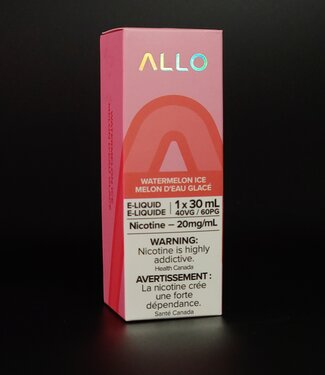 ALLO
WATERMELON ICE
MELON D'EAU GLACÉ
E-LIQUID
E-LIQUIDE
1 x 30 mL
40VG / 60PG
Nicotine – 20mg/mL
WARNING:
Nicotine is highly
addictive.
Health Canada
AVERTISSEMENT :
La nicotine crée
une forte
dépendance.
Santé Canada